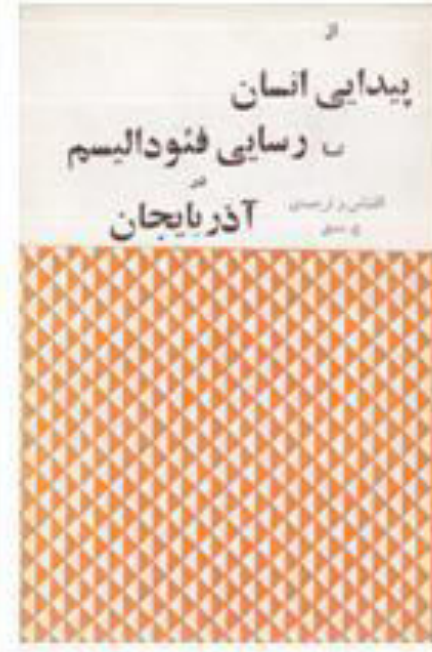 از
پیدایی انسان
تا رسایی فئودالیسم
در
آذربایجان
اقتباس و ترجمه‌ی